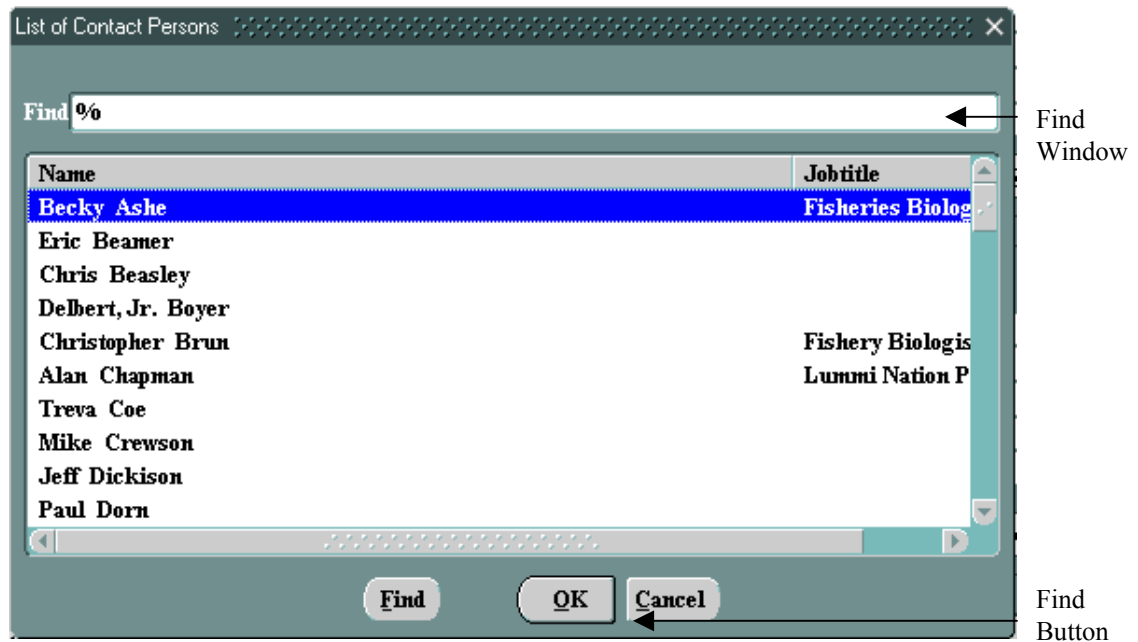 List of Contact Persons
Find %
Find
Window
Name Jobtitle
Becky Ashe Fisheries Biolog
Eric Beamer
Chris Beasley
Delbert, Jr. Boyer
Christopher Brun Fishery Biologis
Alan Chapman Lummi Nation P
Treva Coe
Mike Crewson
Jeff Dickison
Paul Dorn
Find OK Cancel
Find
Button